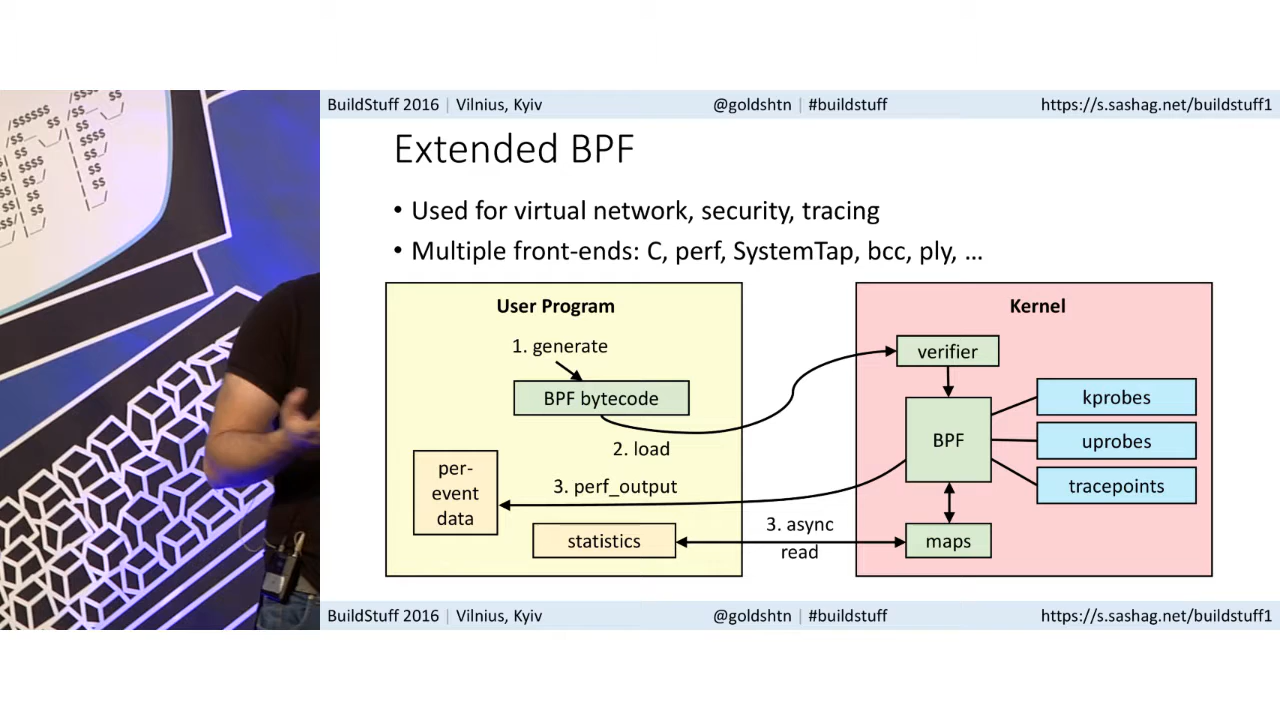 BuildStuff 2016 | Vilnius, Kyiv
@goldshtn | #buildstuff
https://s.sashag.net/buildstuff1
Extended BPF
• Used for virtual network, security, tracing
• Multiple front-ends: C, perf, SystemTap, bcc, ply, …
User Program
1. generate
BPF bytecode
2. load
per-
event
data
3. perf_output
statistics
3. async
read
Kernel
verifier
BPF
maps
kprobes
uprobes
tracepoints
BuildStuff 2016 | Vilnius, Kyiv
@goldshtn | #buildstuff
https://s.sashag.net/buildstuff1